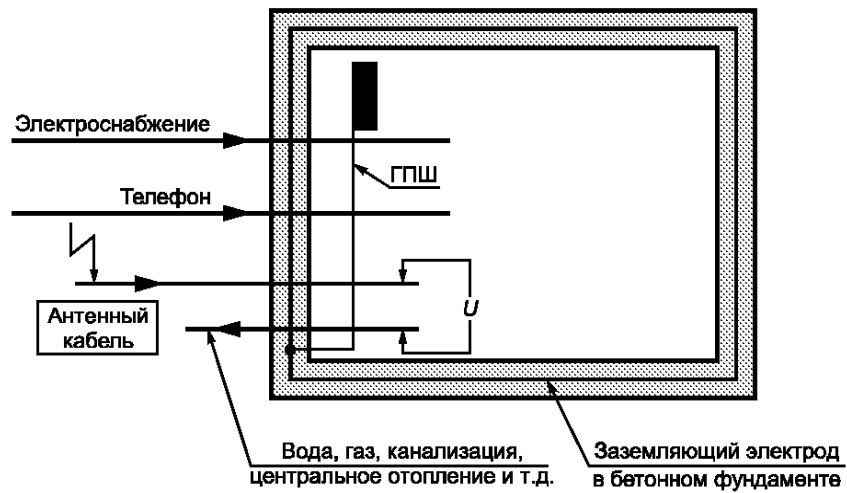 Электроснабжение
ГПШ
Телефон
U
Антенный
кабель
Вода, газ, канализация,
центральное отопление и т.д.
Заземляющий электрод
в бетонном фундаменте